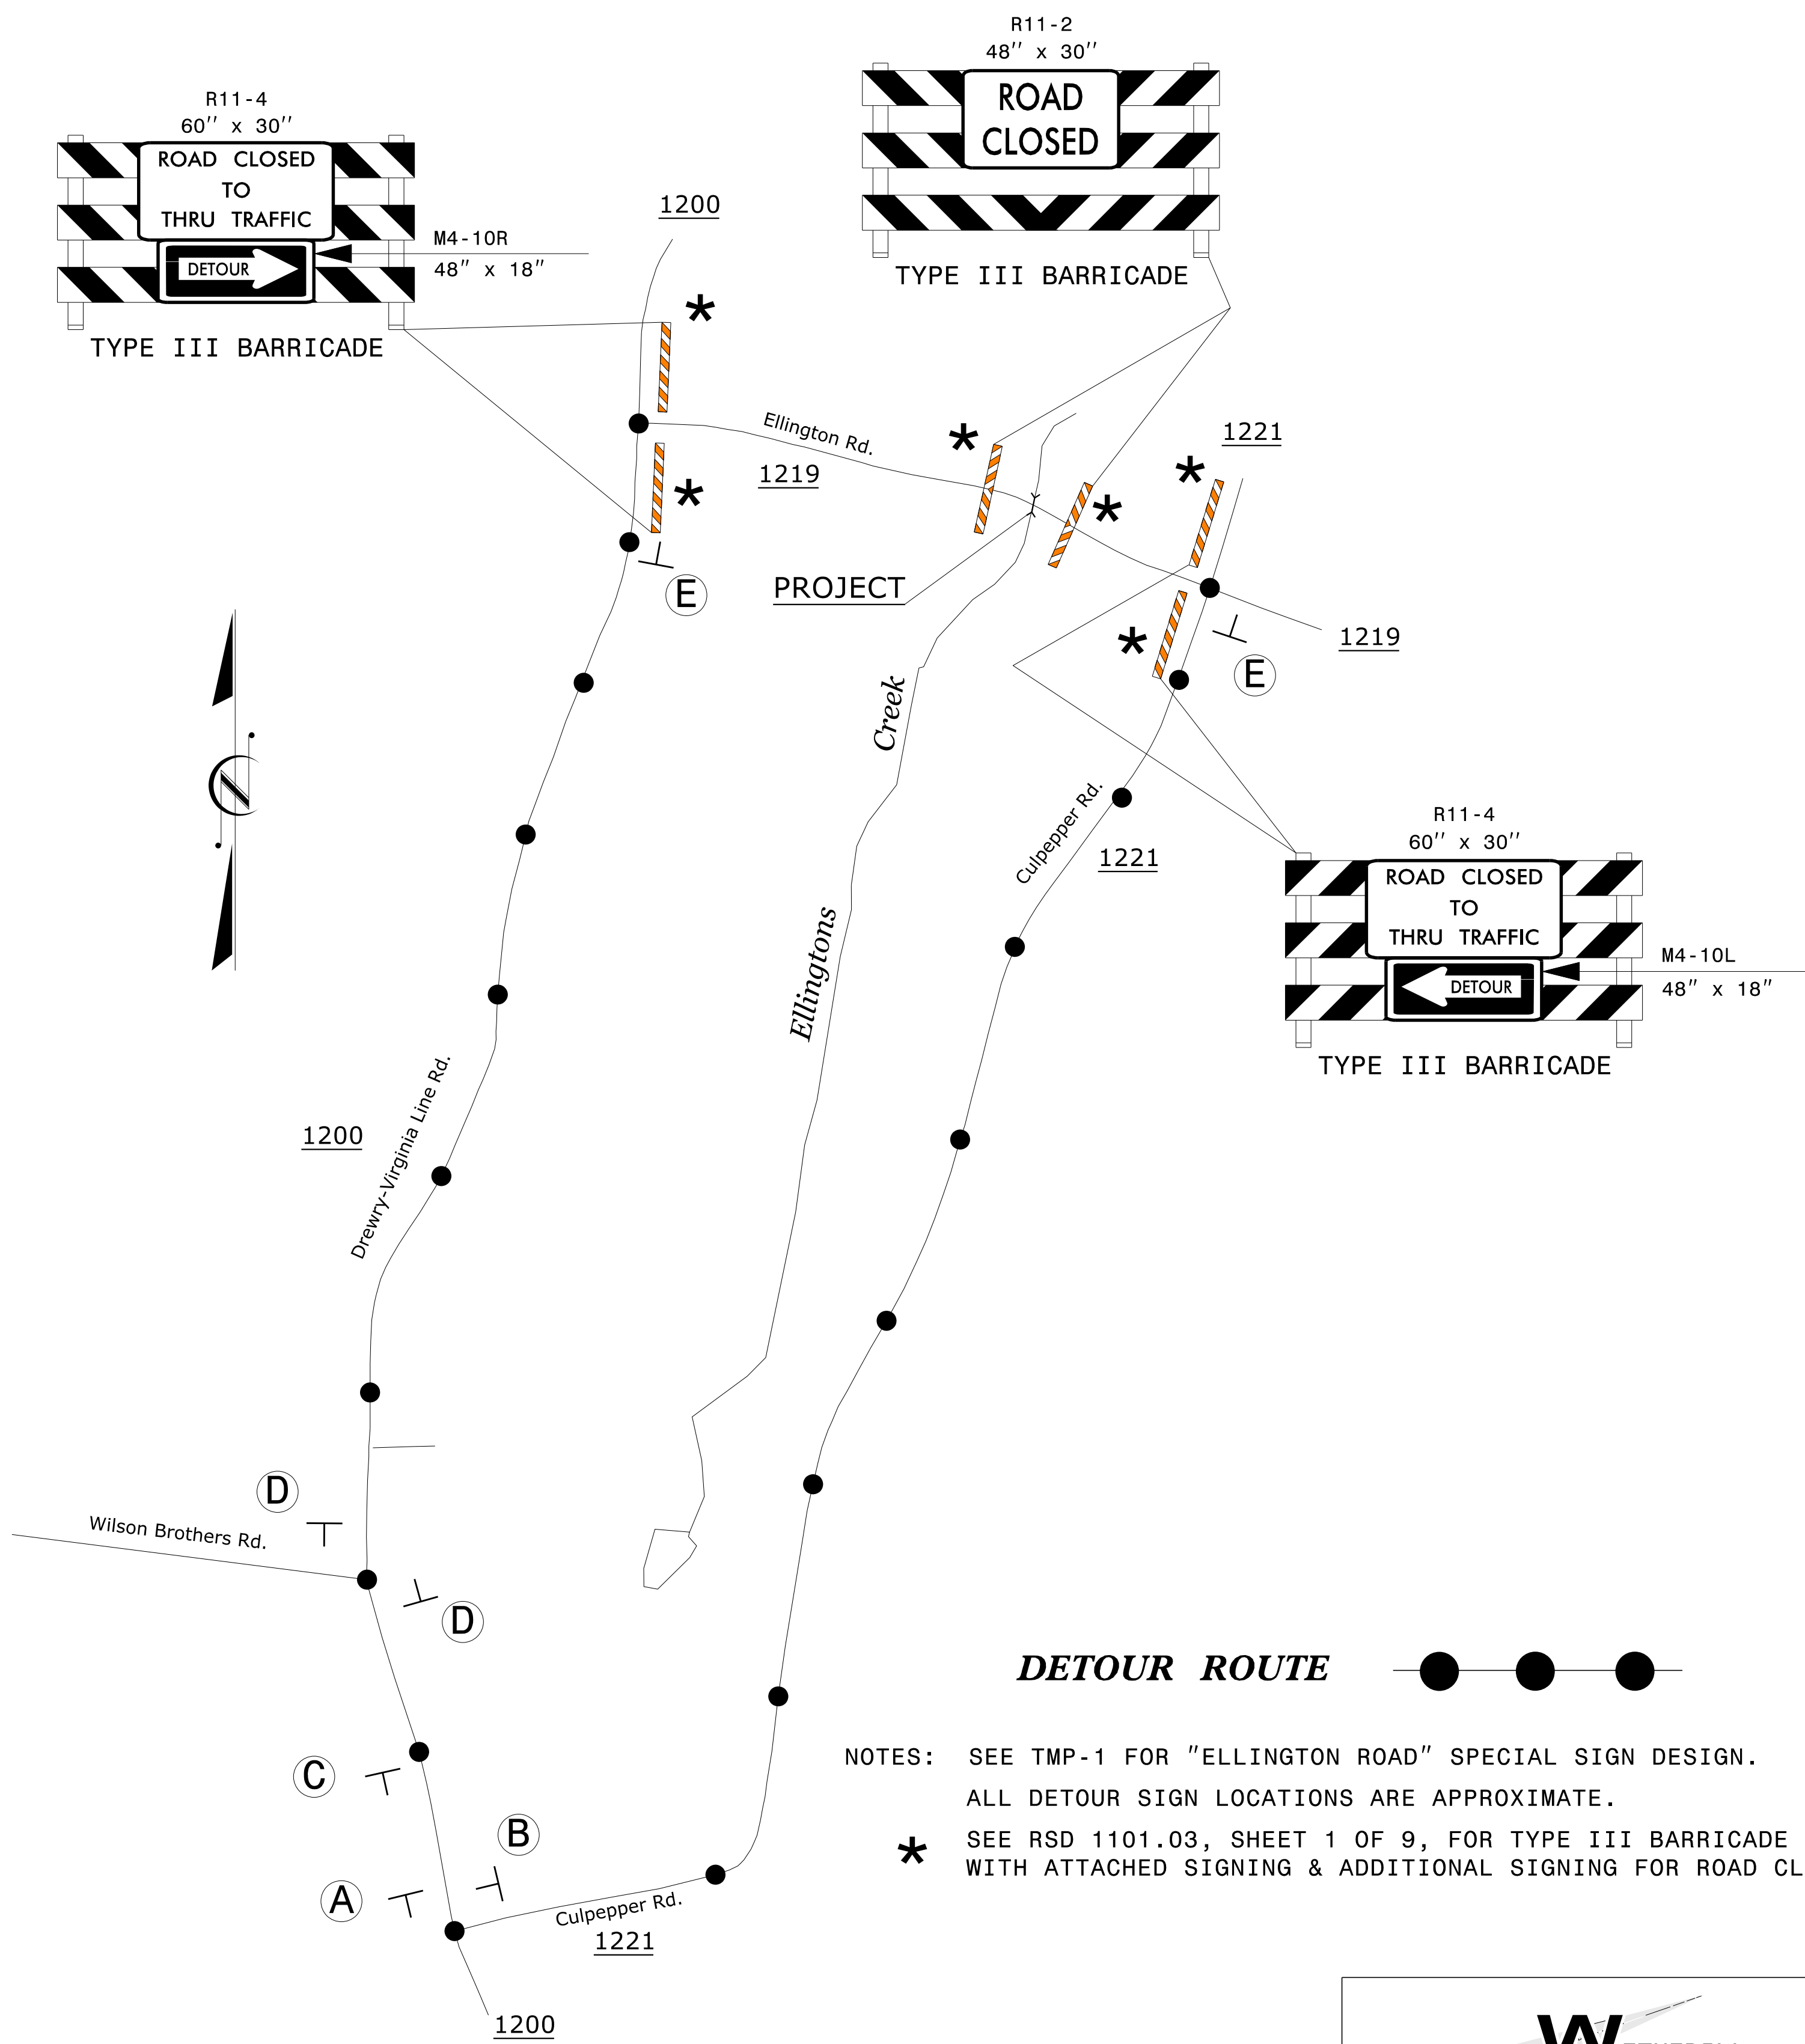 R11-2
48" x 30"
ROAD
CLOSED
TYPE III BARRICADE
R11-4
60" x 30"
ROAD CLOSED
TO
THRU TRAFFIC
DETOUR
M4-10R
48" x 18"
TYPE III BARRICADE
1200
*
*
Ellington Rd.
1219
*
*
1221
*
*
PROJECT
E
1219
E
N
Ellingtons Creek
Culpepper Rd.
1221
R11-4
60" x 30"
ROAD CLOSED
TO
THRU TRAFFIC
DETOUR
M4-10L
48" x 18"
TYPE III BARRICADE
1200
Drewry-Virginia Line Rd.
D
Wilson Brothers Rd.
D
C
B
A
Culpepper Rd.
1221
1200
DETOUR ROUTE
NOTES: SEE TMP-1 FOR "ELLINGTON ROAD" SPECIAL SIGN DESIGN.
ALL DETOUR SIGN LOCATIONS ARE APPROXIMATE.
* SEE RSD 1101.03, SHEET 1 OF 9, FOR TYPE III BARRICADE
WITH ATTACHED SIGNING & ADDITIONAL SIGNING FOR ROAD CL
W